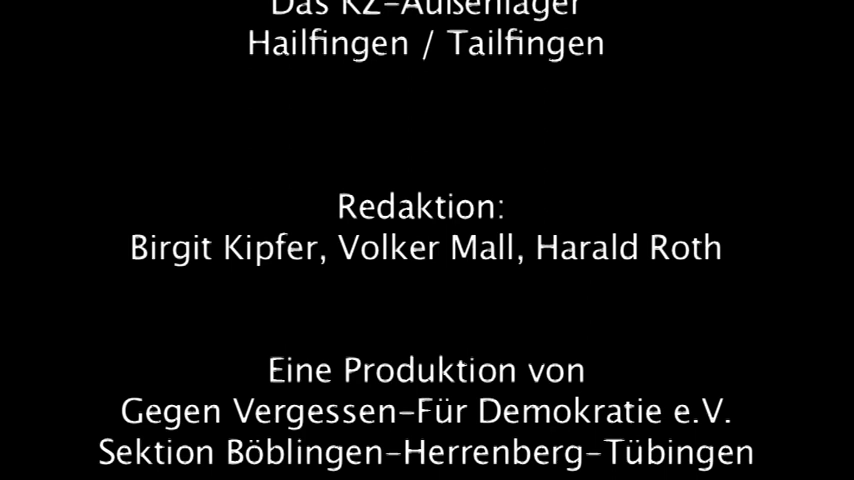 Das KZ-Außenlager
Hailfingen / Tailfingen
Redaktion:
Birgit Kipfer, Volker Mall, Harald Roth
Eine Produktion von
Gegen Vergessen-Für Demokratie e.V.
Sektion Böblingen-Herrenberg-Tübingen